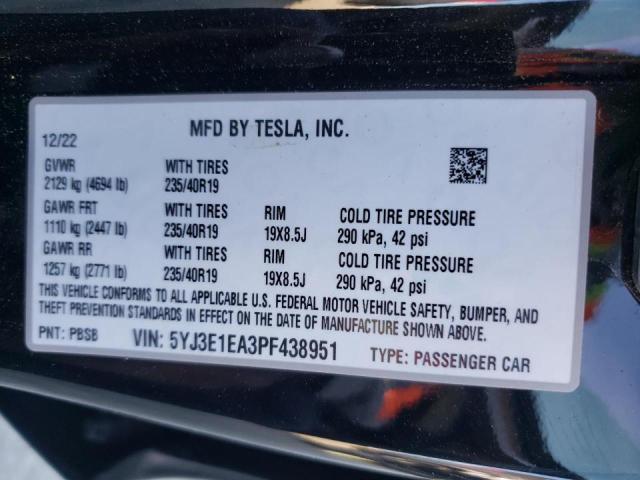 12/22 MFD BY TESLA, INC.
GVWR WITH TIRES
2129 kg (4694 lb) 235/40R19
GAWR FRT WITH TIRES RIM COLD TIRE PRESSURE
1110 kg (2447 lb) 235/40R19 19X8.5J 290 kPa, 42 psi
GAWR RR WITH TIRES RIM COLD TIRE PRESSURE
1257 kg (2771 lb) 235/40R19 19X8.5J 290 kPa, 42 psi
THIS VEHICLE CONFORMS TO ALL APPLICABLE U.S. FEDERAL MOTOR VEHICLE SAFETY, BUMPER, AND
THEFT PREVENTION STANDARDS IN EFFECT ON THE DATE OF MANUFACTURE SHOWN ABOVE.
PNT: PBSB VIN: 5YJ3E1EA3PF438951 TYPE: PASSENGER CAR